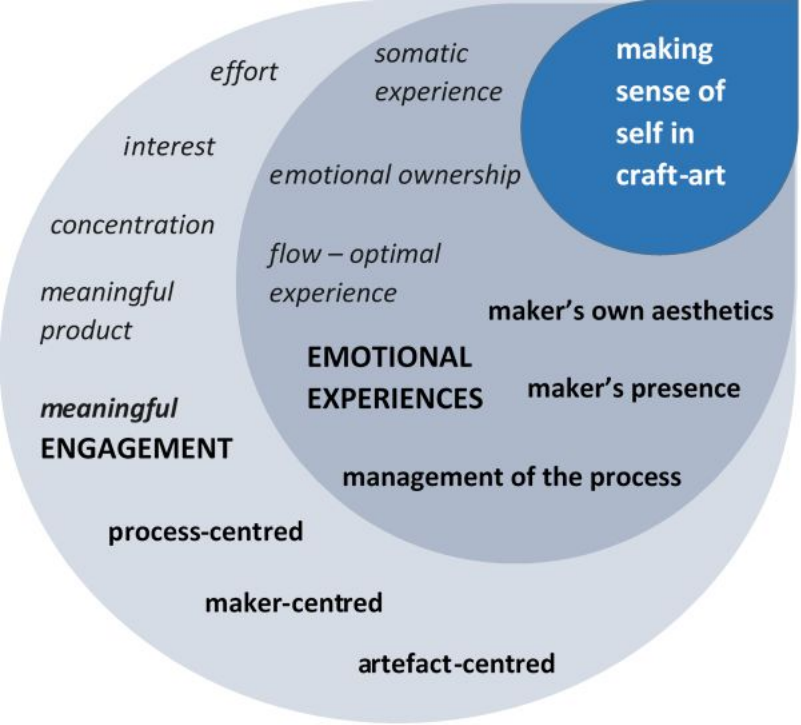 effort
interest
concentration
meaningful
product
meaningful
ENGAGEMENT
process-centred
maker-centred
artefact-centred
somatic
experience
emotional ownership
flow – optimal
experience
EMOTIONAL
EXPERIENCES
maker’s own aesthetics
maker’s presence
management of the process
making
sense of
self in
craft-art